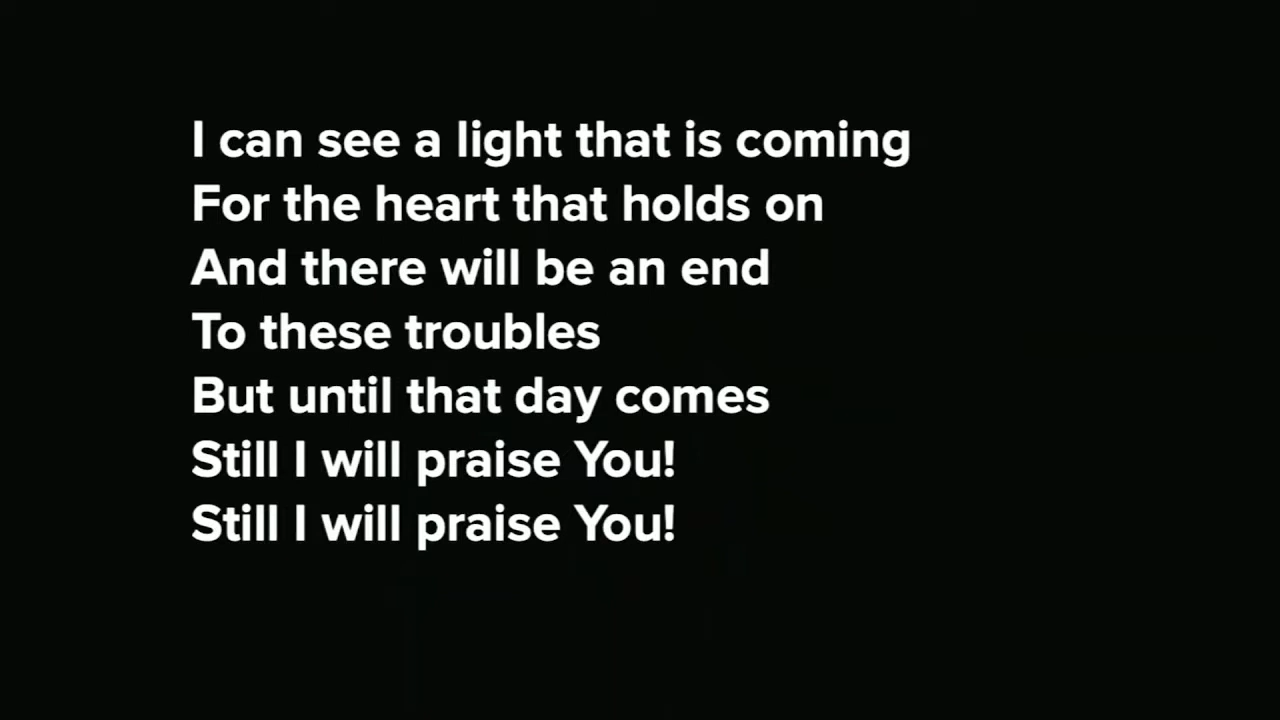 I can see a light that is coming
For the heart that holds on
And there will be an end
To these troubles
But until that day comes
Still I will praise You!
Still I will praise You!